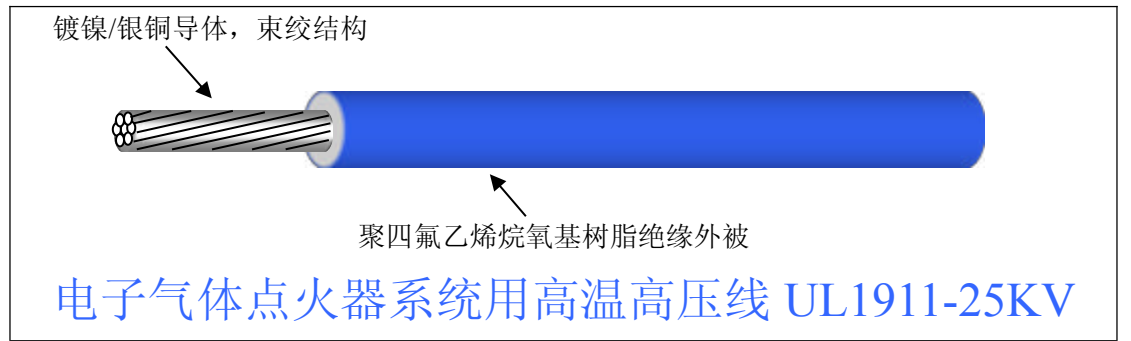 镀镍/银铜导体，束绞结构
聚四氟乙烯烷氧基树脂绝缘外被
电子气体点火器系统用高温高压线 UL1911-25KV